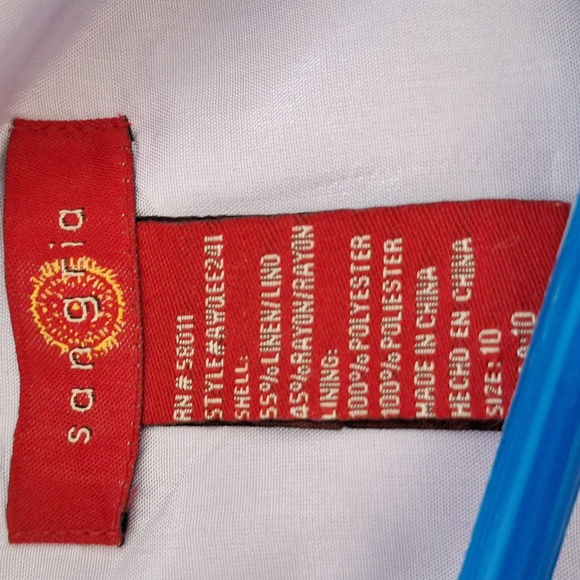 sangria
RN# 58011
STYLE#AWQEE241
SHELL:
55%LINEN/LINO
45%RAYON/RAYON
LINING:
100%POLYESTER
100%POLIESTER
MADE IN CHINA
HECHO EN CHINA
SIZE: 10